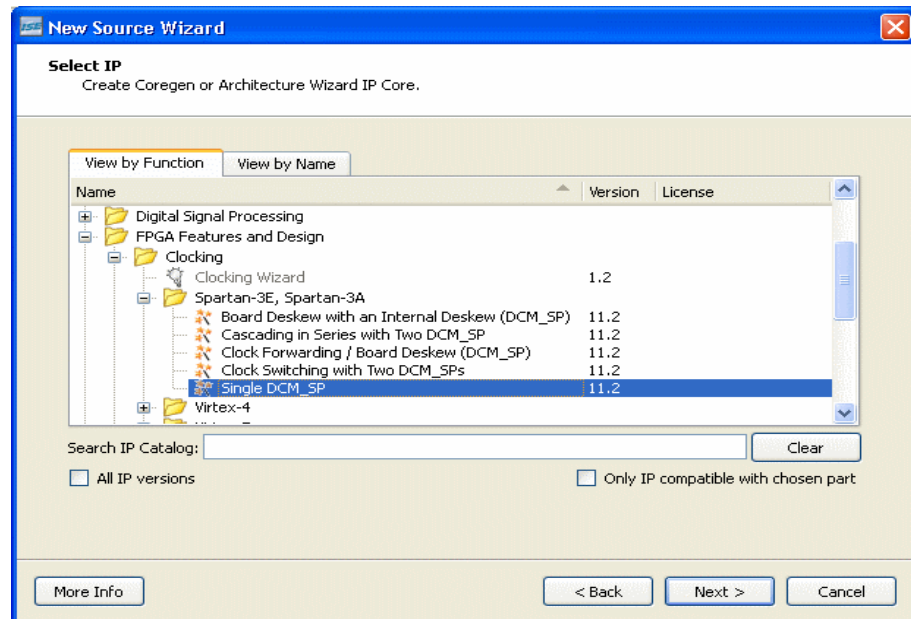 ISE New Source Wizard
Select IP
Create Coregen or Architecture Wizard IP Core.
View by Function View by Name
Name Version License
Digital Signal Processing
FPGA Features and Design
Clocking
Clocking Wizard 1.2
Spartan-3E, Spartan-3A
Board Deskew with an Internal Deskew (DCM_SP) 11.2
Cascading in Series with Two DCM_SP 11.2
Clock Forwarding / Board Deskew (DCM_SP) 11.2
Clock Switching with Two DCM_SPs 11.2
Single DCM_SP 11.2
Virtex-4
Search IP Catalog: Clear
All IP versions Only IP compatible with chosen part
More Info < Back Next > Cancel